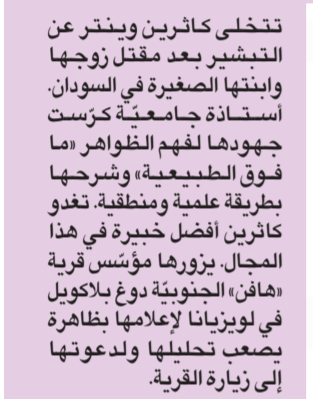 تتخلى كاثرين وينتر عن
التبشير بعد مقتل زوجها
وابنتها الصغيرة في السودان.
أستاذة جامعيّة كرّست
جهودها لفهم الظواهر «ما
فوق الطبيعية» وشرحها
بطريقة علمية ومنطقية. تغدو
كاثرين أفضل خبيرة في هذا
المجال. يزورها مؤسّس قرية
«هافن» الجنوبيّة دوغ بلاكويل
في لويزيانا لإعلامها بظاهرة
يصعب تحليلها ولدعوتها
إلى زيارة القرية.